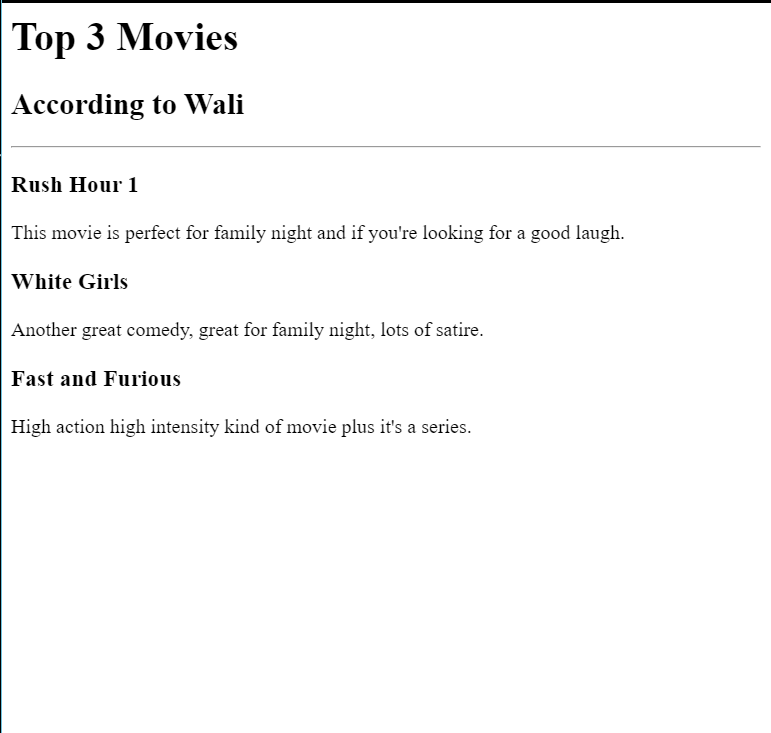 Top 3 Movies
According to Wali
Rush Hour 1
This movie is perfect for family night and if you're looking for a good laugh.
White Girls
Another great comedy, great for family night, lots of satire.
Fast and Furious
High action high intensity kind of movie plus it's a series.